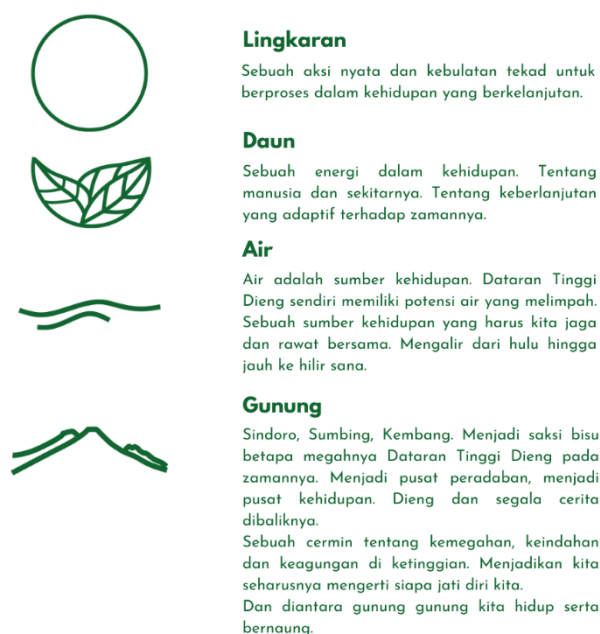 Lingkaran
Sebuah aksi nyata dan kebulatan tekad untuk
berproses dalam kehidupan yang berkelanjutan.
Daun
Sebuah energi dalam kehidupan. Tentang
manusia dan sekitarnya. Tentang keberlanjutan
yang adaptif terhadap zamannya.
Air
Air adalah sumber kehidupan. Dataran Tinggi
Dieng sendiri memiliki potensi air yang melimpah.
Sebuah sumber kehidupan yang harus kita jaga
dan rawat bersama. Mengalir dari hulu hingga
jauh ke hilir sana.
Gunung
Sindoro, Sumbing, Kembang. Menjadi saksi bisu
betapa megahnya Dataran Tinggi Dieng pada
zamannya. Menjadi pusat peradaban, menjadi
pusat kehidupan. Dieng dan segala cerita
dibaliknya.
Sebuah cermin tentang kemegahan, keindahan
dan keagungan di ketinggian. Menjadikan kita
seharusnya mengerti siapa jati diri kita.
Dan diantara gunung gunung kita hidup serta
bernaung.